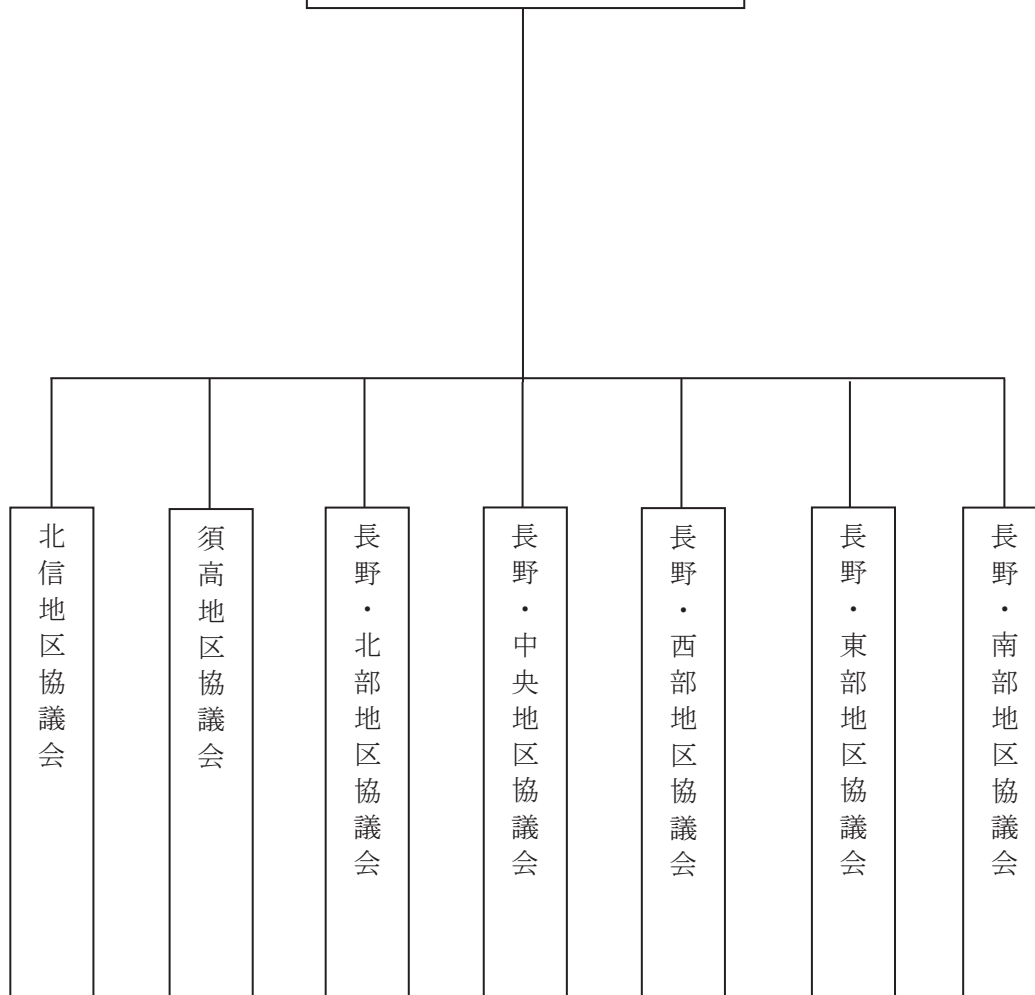 北信地区協議会
須高地区協議会
長野・北部地区協議会
長野・中央地区協議会
長野・西部地区協議会
長野・東部地区協議会
長野・南部地区協議会